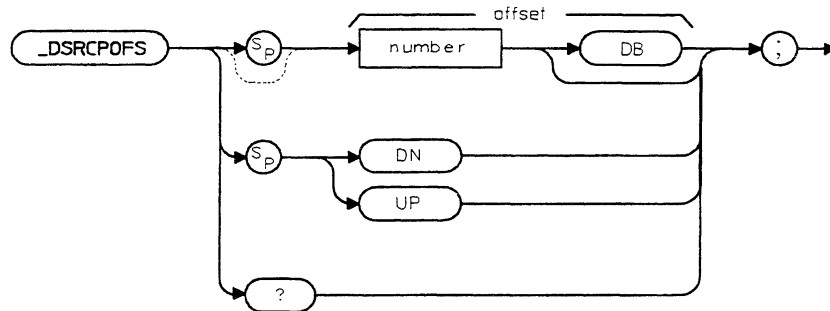 offset
_DSRCPOFS
SP
number
DB
;
SP
DN
UP
?